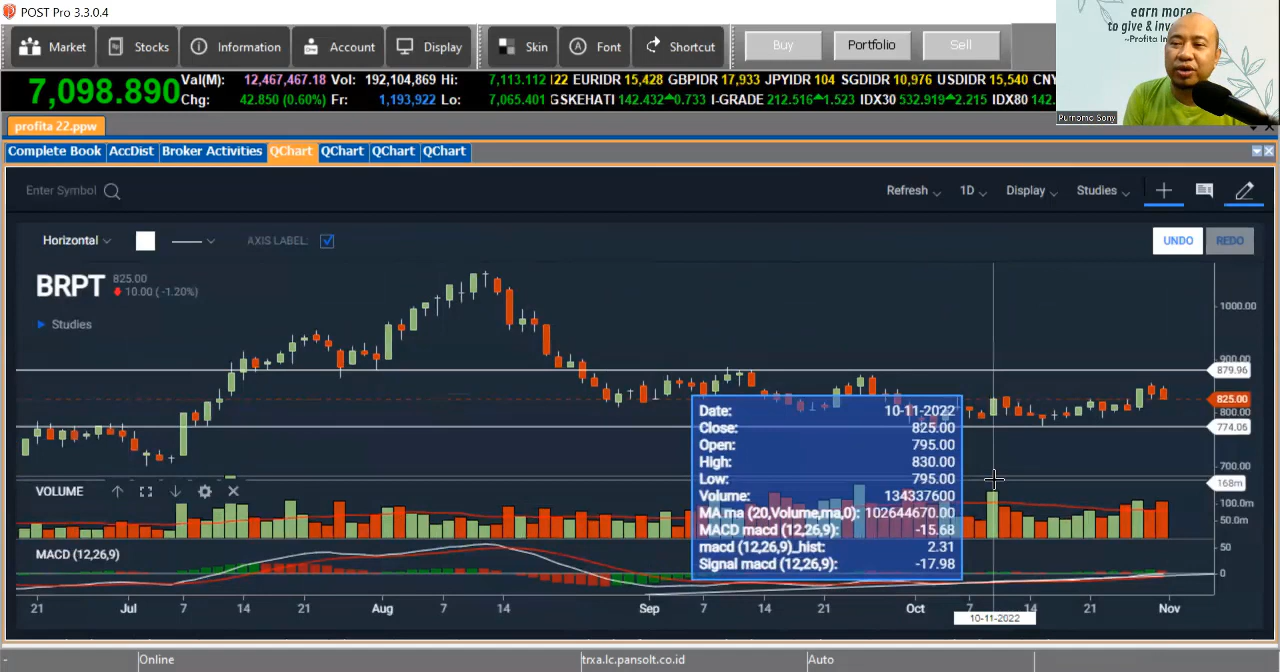 POST Pro 3.3.0.4
Market Stocks Information Account Display Skin Font Shortcut Buy Portfolio Sell
earn more
to give & inve
~Profita In
Purnomo Sony
7,098.890
Val(M): 12,467,467.18 Vol: 192,104,869 Hi: 7,113.112
Chg: 42.850 (0.60%) Fr: 1,193,922 Lo: 7,065.401
I22 EURIDR 15,428 GBPIDR 17,933 JPYIDR 104 SGDIDR 10,976 USDIDR 15,540 CNY
GSKEHATI 142.432 0.733 I-GRADE 212.516 1.523 IDX30 532.919 2.215 IDX80 142.
profita 22.ppw
Complete Book AccDist Broker Activities QChart QChart QChart QChart
Enter Symbol Refresh 1D Display Studies
Horizontal AXIS LABEL: UNDO REDO
BRPT 825.00
10.00 ( -1.20%)
Studies
1000.00
900.00
879.96
825.00
800.00
774.06
700.00
Date: 10-11-2022
Close: 825.00
Open: 795.00
High: 830.00
Low: 795.00
Volume: 134337600
MA ma (20,Volume,ma,0): 102644670.00
MACD macd (12,26,9): -15.68
macd (12,26,9)_hist: 2.31
Signal macd (12,26,9): -17.98
VOLUME
168m
100.0m
50.0m
MACD (12,26,9)
50
0
21 Jul 7 14 21 Aug 7 14 Sep 7 14 21 Oct 7 14 21 Nov
10-11-2022
- Online trxa.lc.pansolt.co.id Auto